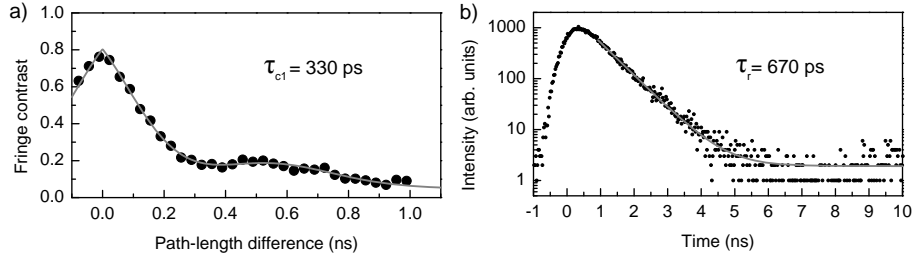 a)
Fringe contrast
1.0
0.8
0.6
0.4
0.2
0.0
τc1 = 330 ps
0.0 0.2 0.4 0.6 0.8 1.0
Path-length difference (ns)
b)
Intensity (arb. units)
1000
100
10
1
τr = 670 ps
-1 0 1 2 3 4 5 6 7 8 9 10
Time (ns)